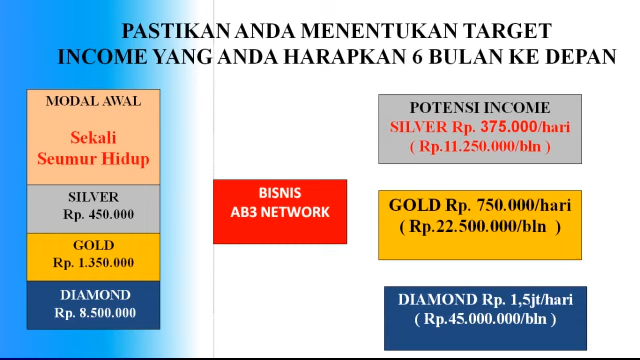 PASTIKAN ANDA MENENTUKAN TARGET
INCOME YANG ANDA HARAPKAN 6 BULAN KE DEPAN
MODAL AWAL
Sekali
Seumur Hidup
SILVER
Rp. 450.000
GOLD
Rp. 1.350.000
DIAMOND
Rp. 8.500.000
BISNIS
AB3 NETWORK
POTENSI INCOME
SILVER Rp. 375.000/hari
( Rp.11.250.000/bln )
GOLD Rp. 750.000/hari
( Rp.22.500.000/bln )
DIAMOND Rp. 1,5jt/hari
( Rp.45.000.000/bln )